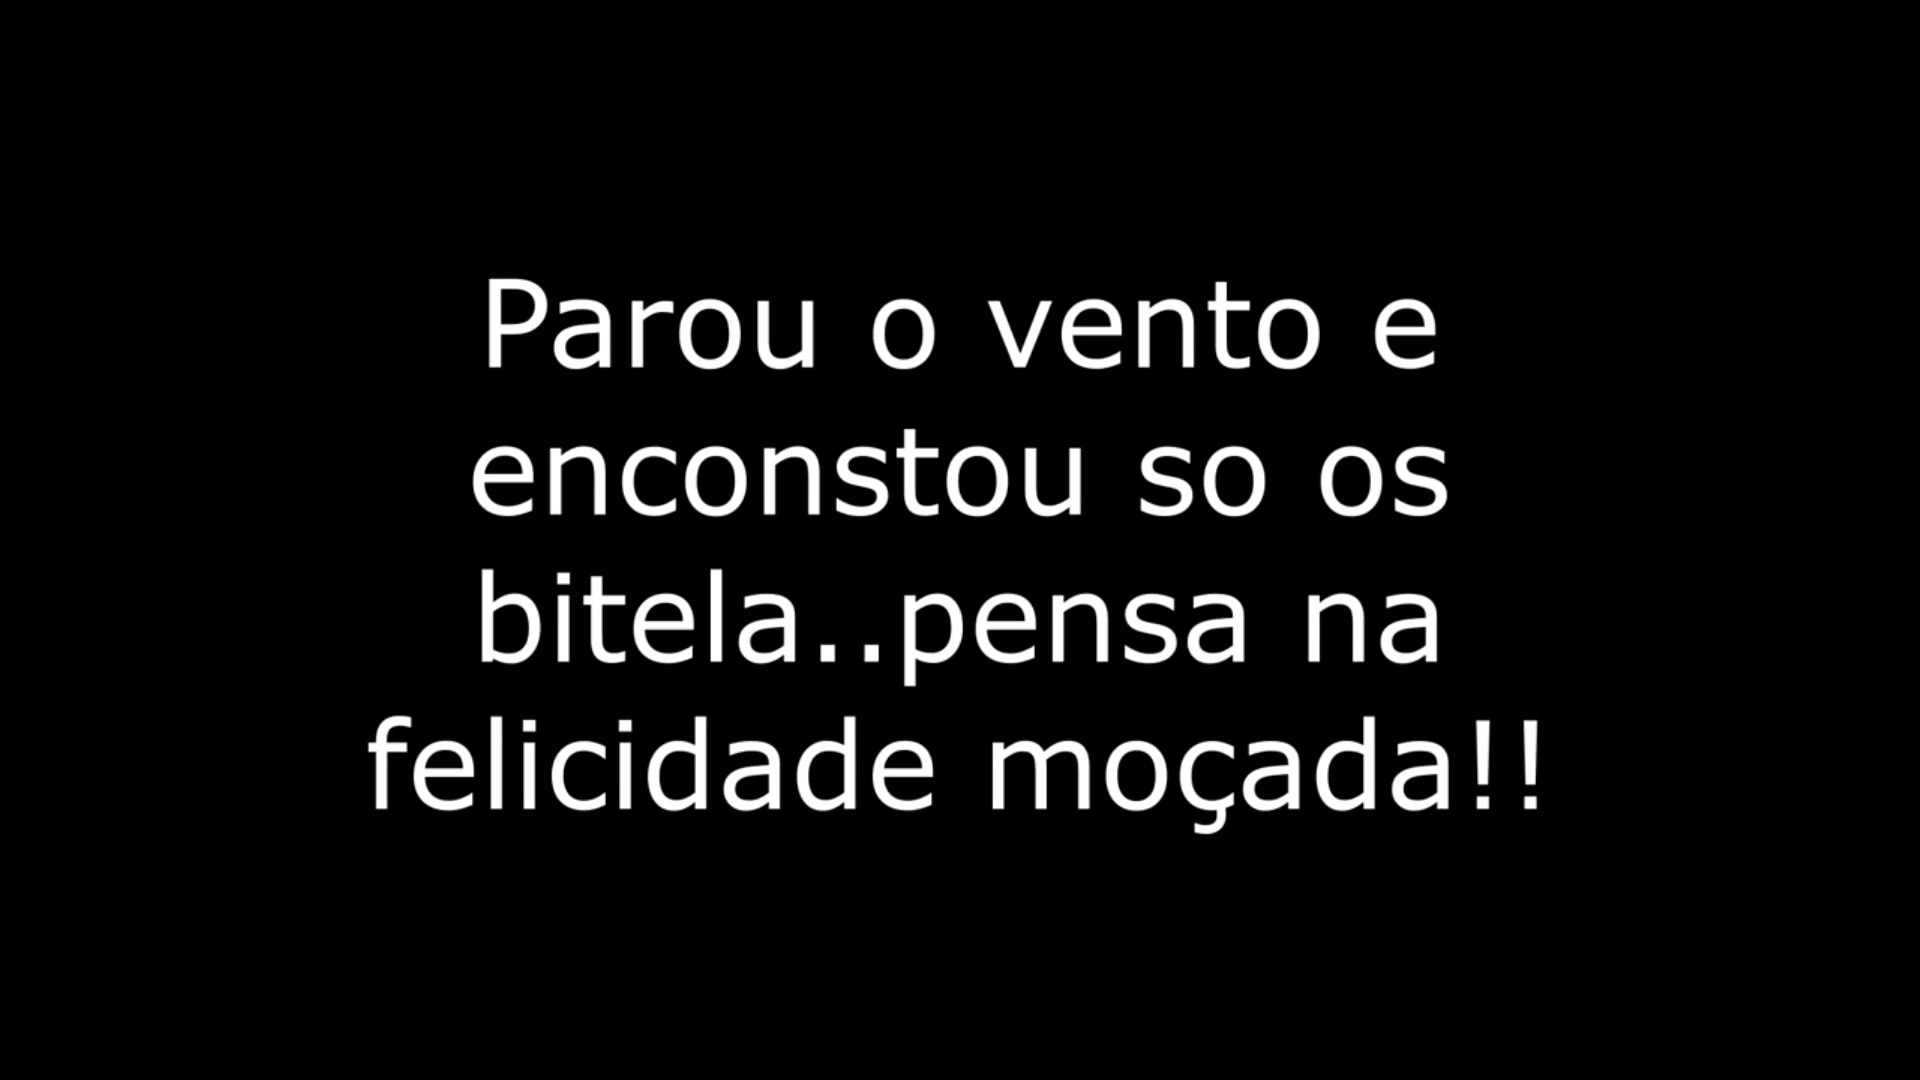 Parou o vento e
enconstou so os
bitela..pensa na
felicidade moçada!!